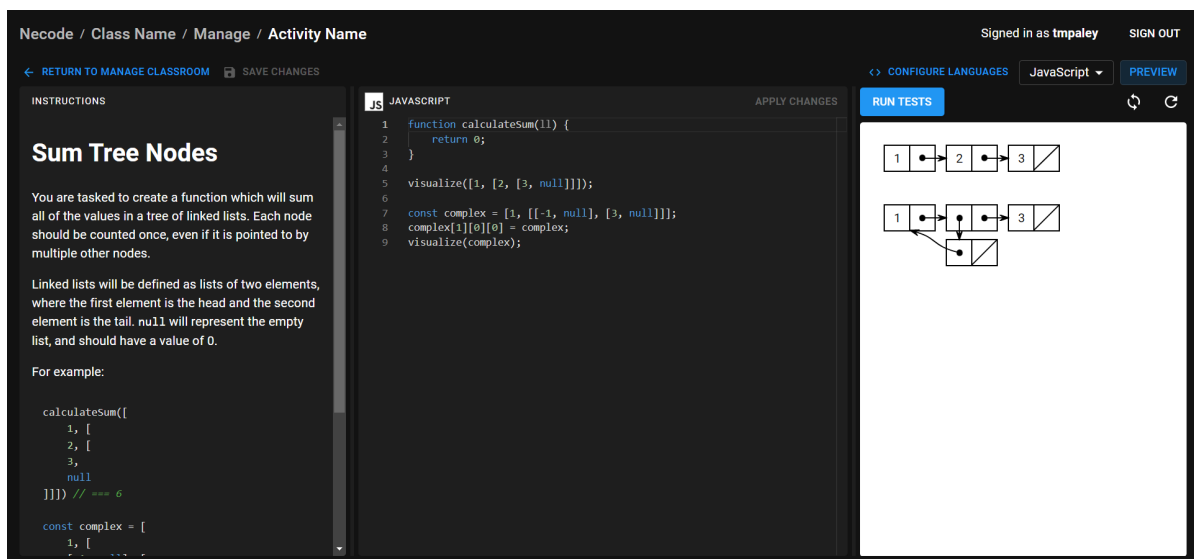 Necode / Class Name / Manage / Activity Name
Signed in as tmpaley
SIGN OUT
← RETURN TO MANAGE CLASSROOM
SAVE CHANGES
<> CONFIGURE LANGUAGES
JavaScript
PREVIEW
INSTRUCTIONS
Sum Tree Nodes
You are tasked to create a function which will sum
all of the values in a tree of linked lists. Each node
should be counted once, even if it is pointed to by
multiple other nodes.
Linked lists will be defined as lists of two elements,
where the first element is the head and the second
element is the tail. null will represent the empty
list, and should have a value of 0.
For example:
calculateSum([
1, [
2, [
3,
null
]]]) // === 6
const complex = [
1, [
JS JAVASCRIPT
APPLY CHANGES
1 function calculateSum(ll) {
2 return 0;
3 }
4
5 visualize([1, [2, [3, null]]]);
6
7 const complex = [1, [[-1, null], [3, null]]];
8 complex[1][0][0] = complex;
9 visualize(complex);
RUN TESTS
1 2 3
1 3